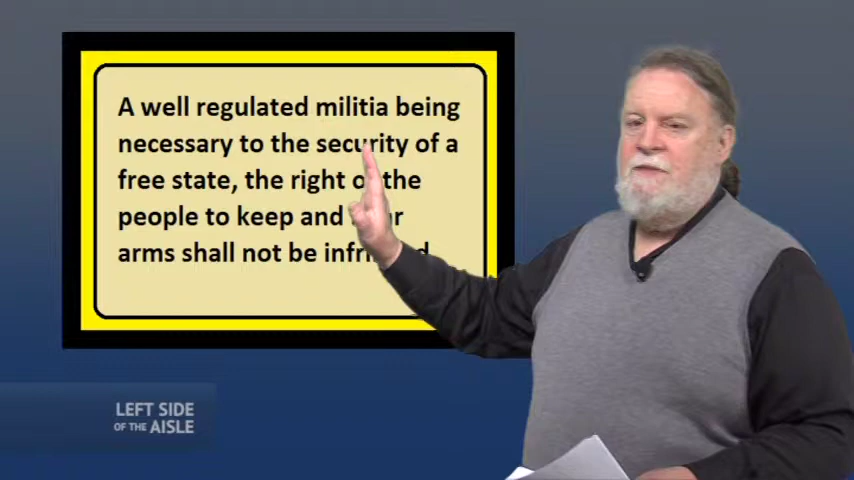 A well regulated militia being
necessary to the security of a
free state, the right the
people to keep and
arms shall not be
LEFT SIDE
OF THE AISLE